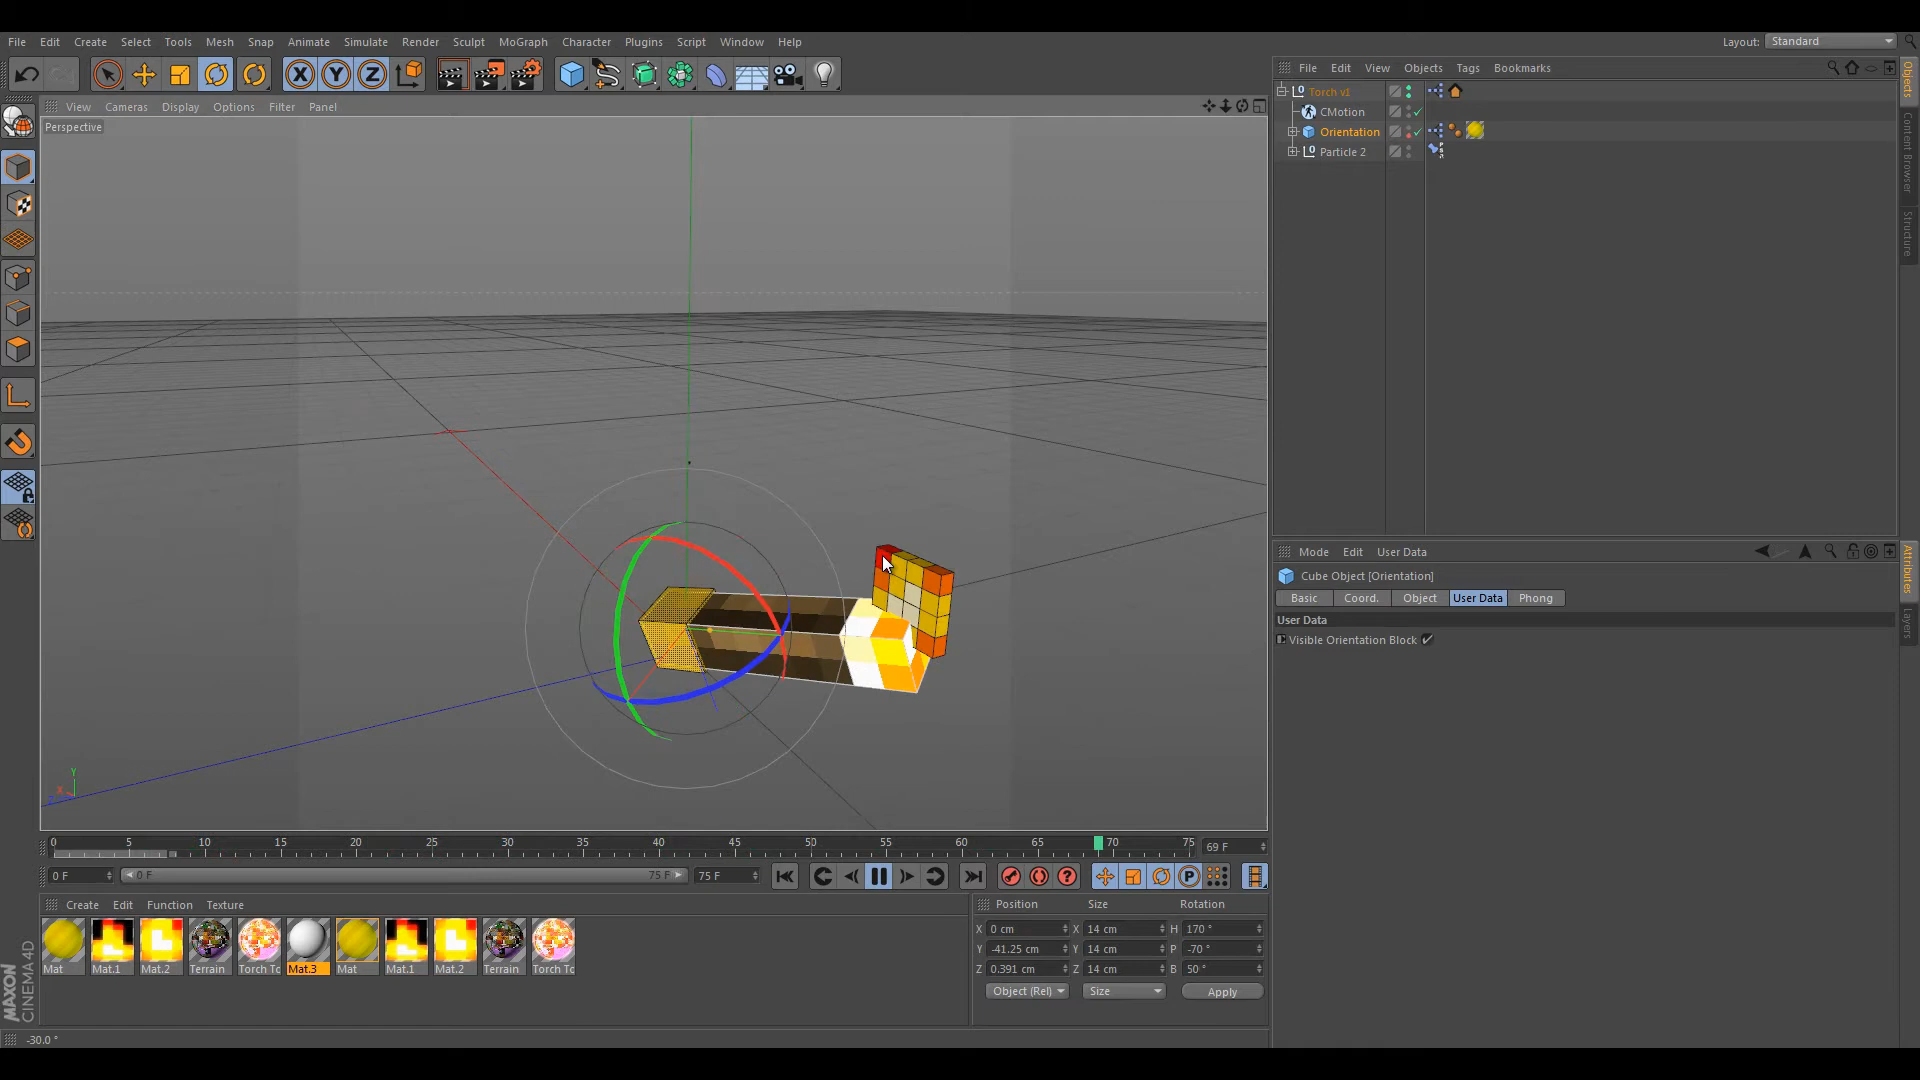 File Edit Create Select Tools Mesh Snap Animate Simulate Render Sculpt MoGraph Character Plugins Script Window Help Layout: Standard
View Cameras Display Options Filter Panel
Perspective
Y
X
Z
0 5 10 15 20 25 30 35 40 45 50 55 60 65 70 75 69 F
0 F 0 F 75 F 75 F
Create Edit Function Texture
Mat Mat.1 Mat.2 Terrain Torch Tc Mat.3 Mat Mat.1 Mat.2 Terrain Torch Tc
MAXON
CINEMA 4D
-30.0 °
Position Size Rotation
X 0 cm X 14 cm H 170 °
Y -41.25 cm Y 14 cm P -70 °
Z 0.391 cm Z 14 cm B 50 °
Object (Rel) Size Apply
File Edit View Objects Tags Bookmarks
Torch v1
CMotion
Orientation
Particle 2
Objects
Content Browser
Structure
Mode Edit User Data
Cube Object [Orientation]
Basic Coord. Object User Data Phong
User Data
Visible Orientation Block
Attributes
Layers